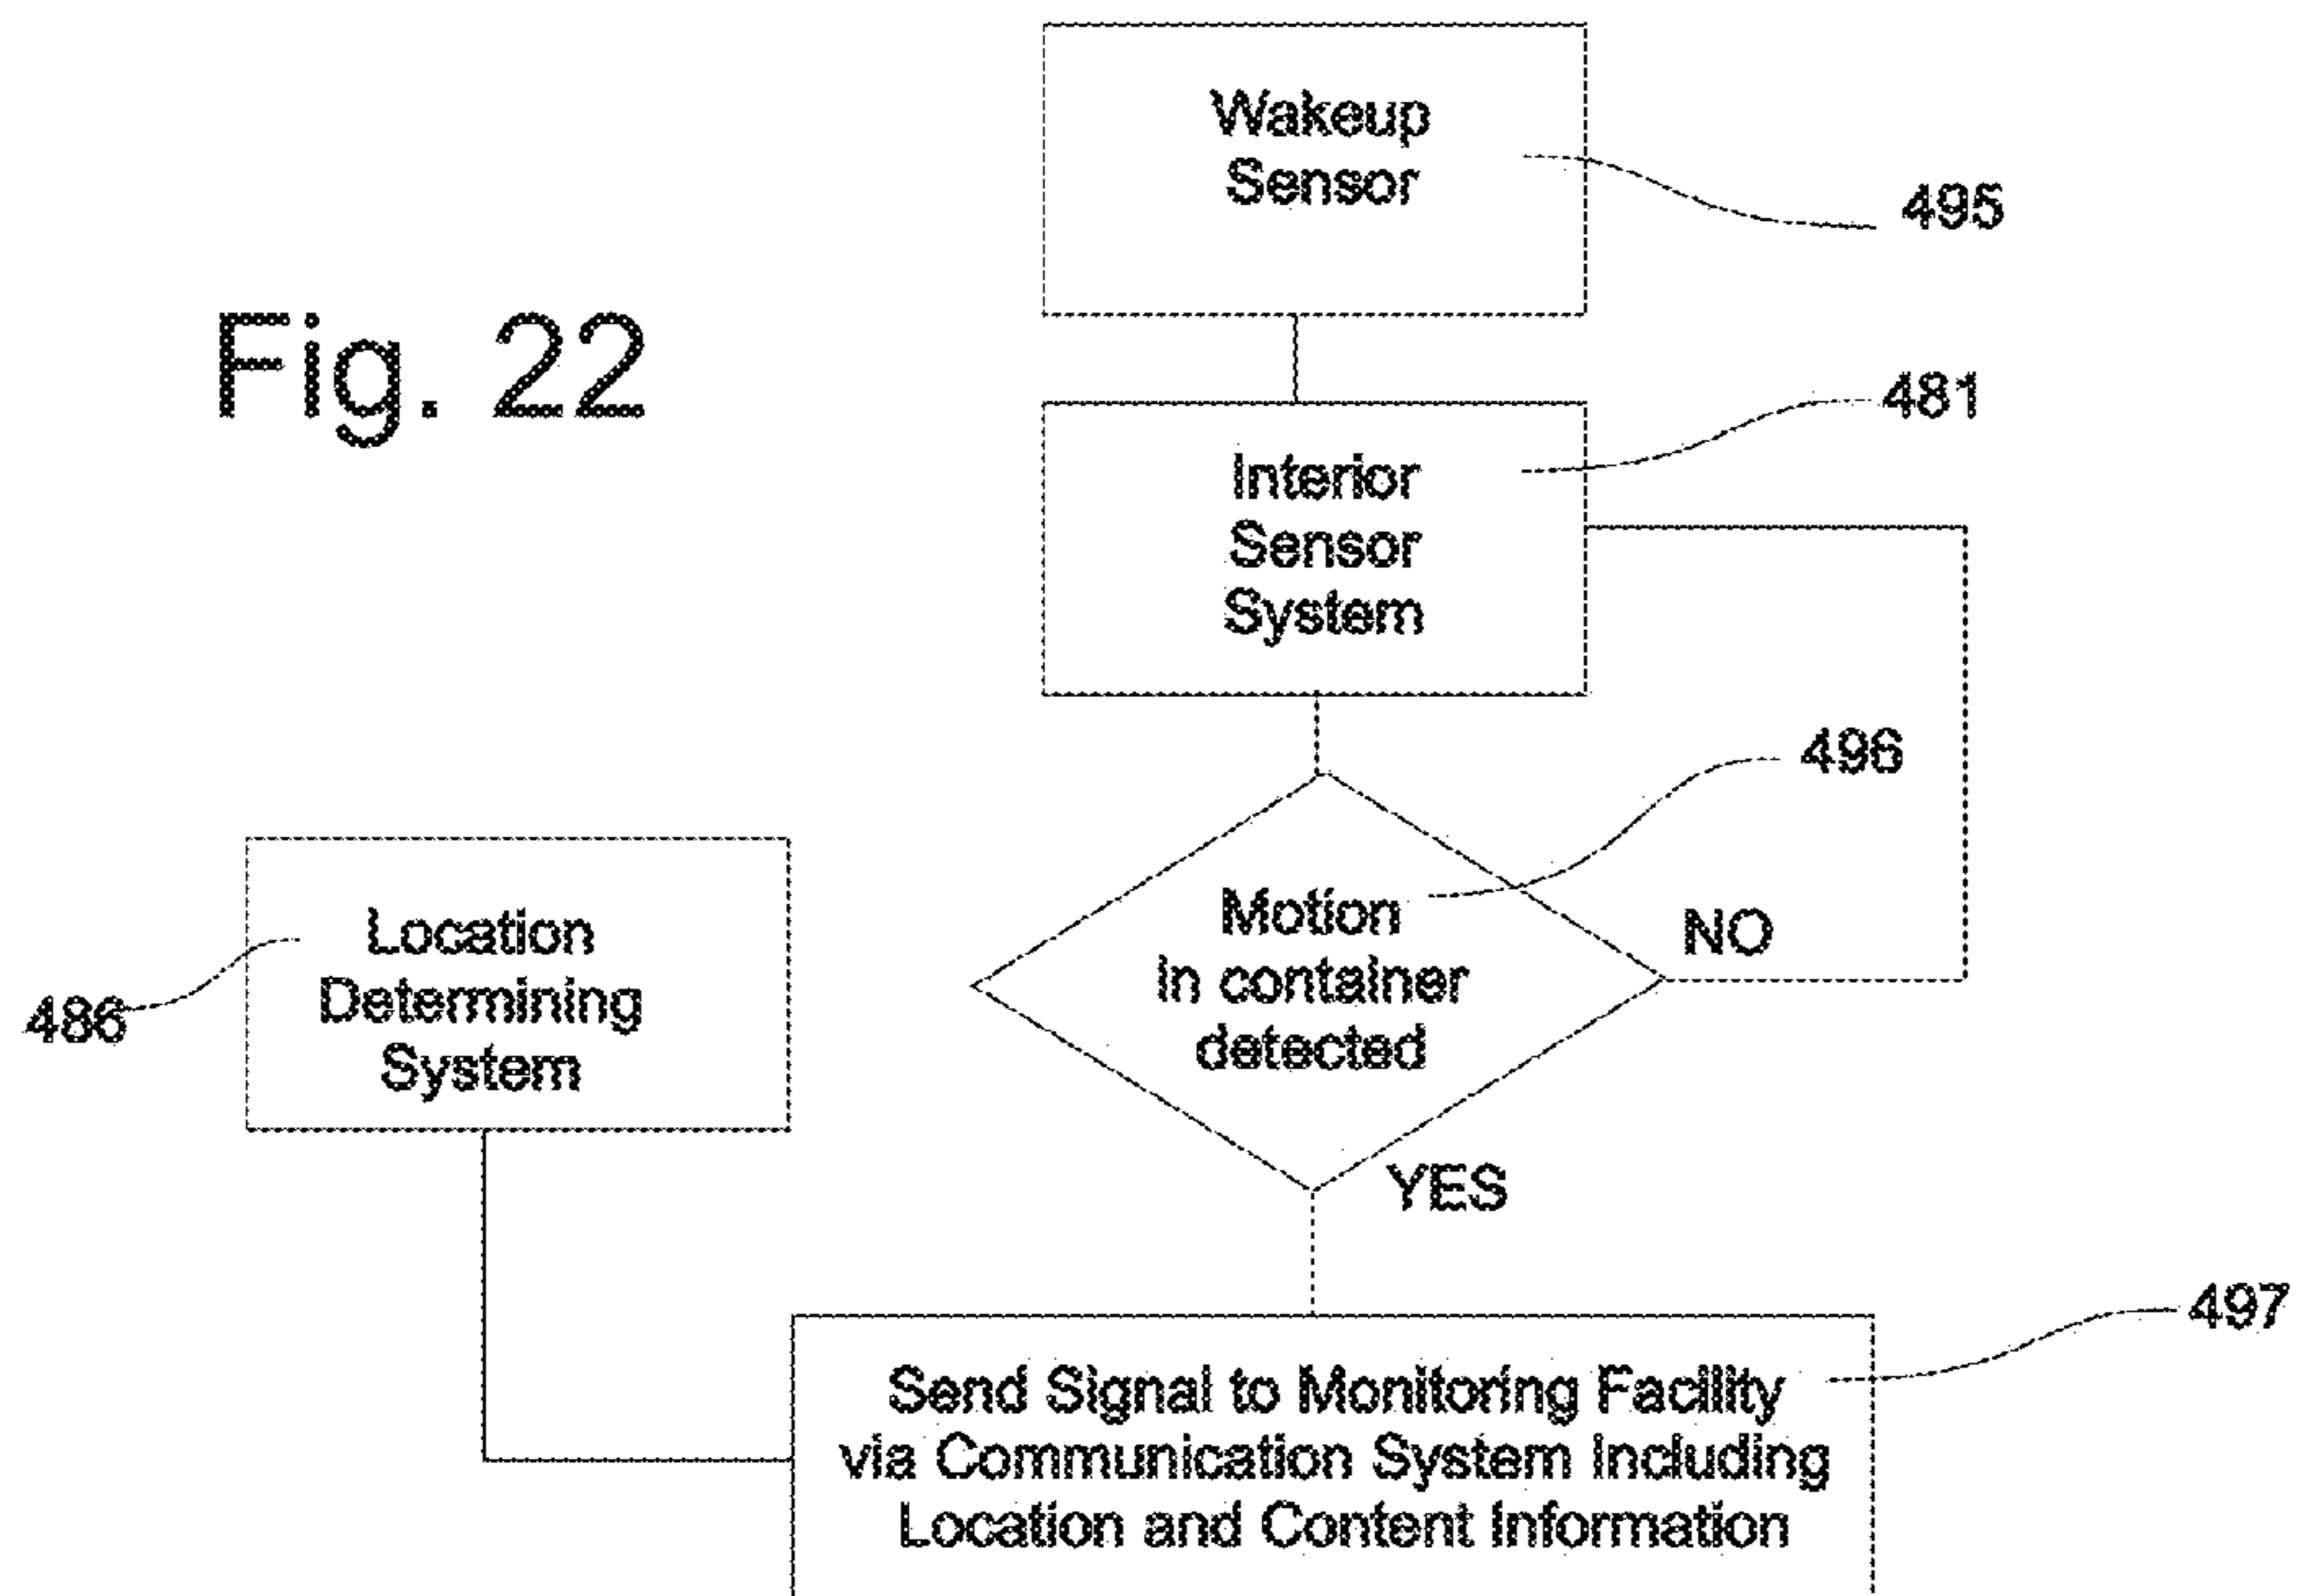 Wakeup
Sensor
495
Fig. 22
481
Interior
Sensor
System
496
Motion
in container
detected
NO
Location
Determining
System
486
YES
497
Send Signal to Monitoring Facility
via Communication System Including
Location and Content Information